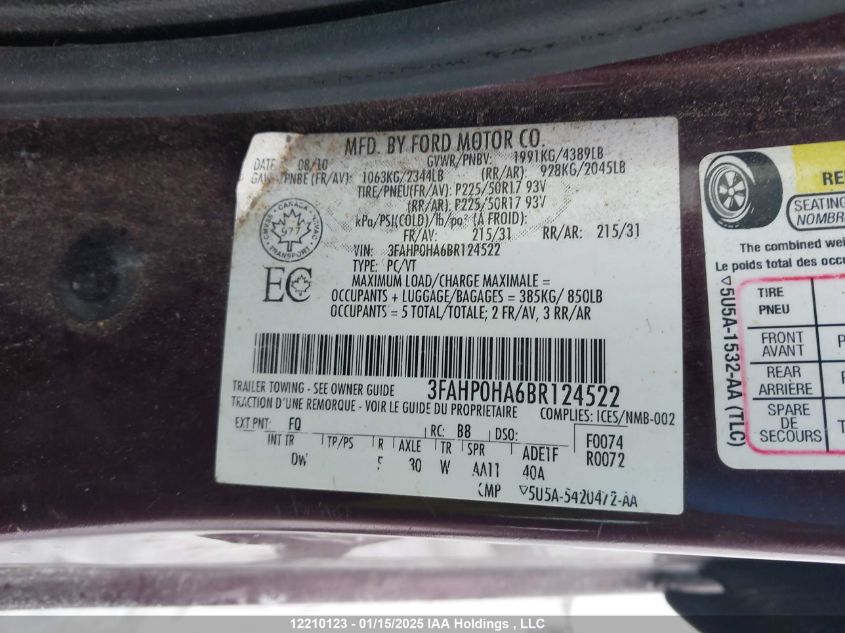 MFD. BY FORD MOTOR CO.
DATE 08/10 GVWR/PNBV: 1991KG/4389LB
/PNBE (FR/AV): 1063KG/2344LB (RR/AR): 928KG/2045LB
TIRE/PNEU(FR/AV): P225/50R17 93V
(RR/AR): P225/50R17 93V
kPa/PSI(COLD)/lb/po² (À FROID):
FR/AV: 215/31 RR/AR: 215/31
VIN: 3FAHP0HA6BR124522
TYPE: PC/VT
MAXIMUM LOAD/CHARGE MAXIMALE =
OCCUPANTS + LUGGAGE/BAGAGES = 385KG/ 850LB
OCCUPANTS = 5 TOTAL/TOTALE; 2 FR/AV, 3 RR/AR
CANADA
TRANSPORT
977
EC
TRAILER TOWING - SEE OWNER GUIDE 3FAHP0HA6BR124522
TRACTION D'UNE REMORQUE - VOIR LE GUIDE DU PROPRIETAIRE COMPLIES: ICES/NMB-002
EXT PNT: FQ RC: B8 DSO: F0074
INT TR TP/PS R AXLE TR SPR ADE1F R0072
DW 5 30 W AA11 40A
CMP ▽5U5A-5420472-AA
SEATING
NOMBR
The combined wei
Le poids total des occu
TIRE
PNEU
FRONT
AVANT
REAR
ARRIÈRE
SPARE
DE
SECOURS
▽5U5A-1532-AA (TLC)
12210123 - 01/15/2025 IAA Holdings , LLC